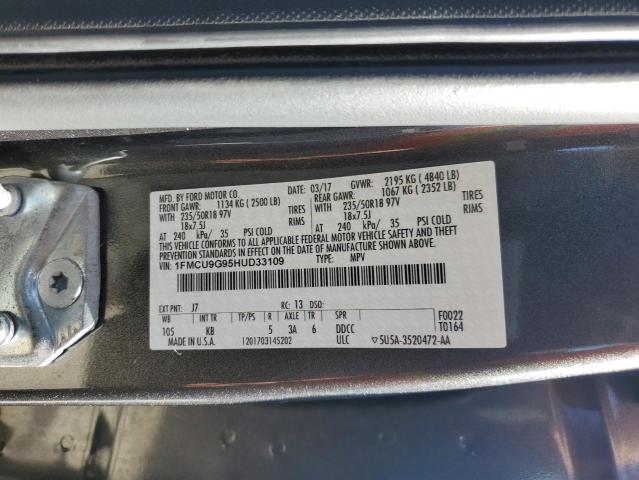 MFD. BY FORD MOTOR CO.
DATE: 03/17 GVWR: 2195 KG ( 4840 LB)
FRONT GAWR: 1134 KG ( 2500 LB) REAR GAWR: 1067 KG ( 2352 LB)
WITH 235/50R18 97V TIRES WITH 235/50R18 97V TIRES
18x7.5J RIMS 18x7.5J RIMS
AT 240 kPa/ 35 PSI COLD AT 240 kPa/ 35 PSI COLD
THIS VEHICLE CONFORMS TO ALL APPLICABLE FEDERAL MOTOR VEHICLE SAFETY AND THEFT
PREVENTION STANDARDS IN EFFECT ON THE DATE OF MANUFACTURE SHOWN ABOVE.
VIN: 1FMCU9G95HUD33109 TYPE: MPV
EXT PNT: J7 RC: 13 DSO: F0022
WB INT TR TP/PS R AXLE TR SPR T0164
105 KB 5 3A 6 DDCC
MADE IN U.S.A. 1201703145202 ULC ▽5U5A-3520472-AA